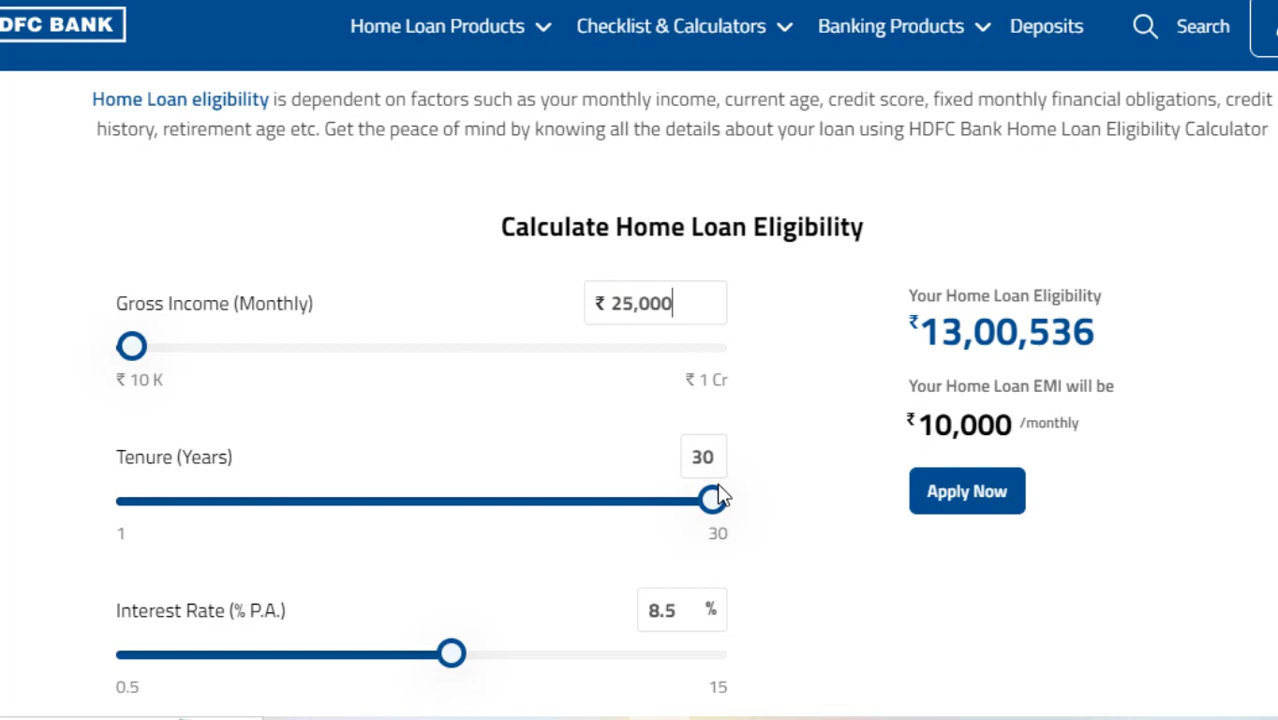 DFC BANK
Home Loan Products Checklist & Calculators Banking Products Deposits Search
Home Loan eligibility is dependent on factors such as your monthly income, current age, credit score, fixed monthly financial obligations, credit
history, retirement age etc. Get the peace of mind by knowing all the details about your loan using HDFC Bank Home Loan Eligibility Calculator
Calculate Home Loan Eligibility
Gross Income (Monthly) ₹ 25,000
₹ 10 K ₹ 1 Cr
Tenure (Years) 30
1 30
Interest Rate (% P.A.) 8.5 %
0.5 15
Your Home Loan Eligibility
₹13,00,536
Your Home Loan EMI will be
₹10,000 /monthly
Apply Now